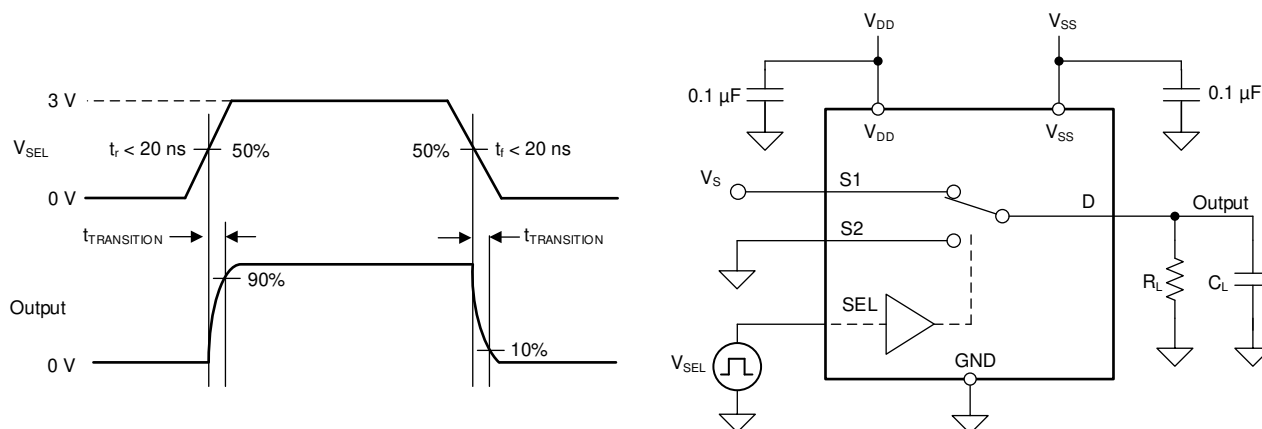 3 V
V_SEL
t_r < 20 ns
50%
50%
t_f < 20 ns
0 V
t_TRANSITION
t_TRANSITION
90%
Output
10%
0 V
V_DD
V_SS
0.1 µF
0.1 µF
V_DD
V_SS
V_S
S1
D
Output
S2
R_L
C_L
SEL
V_SEL
GND